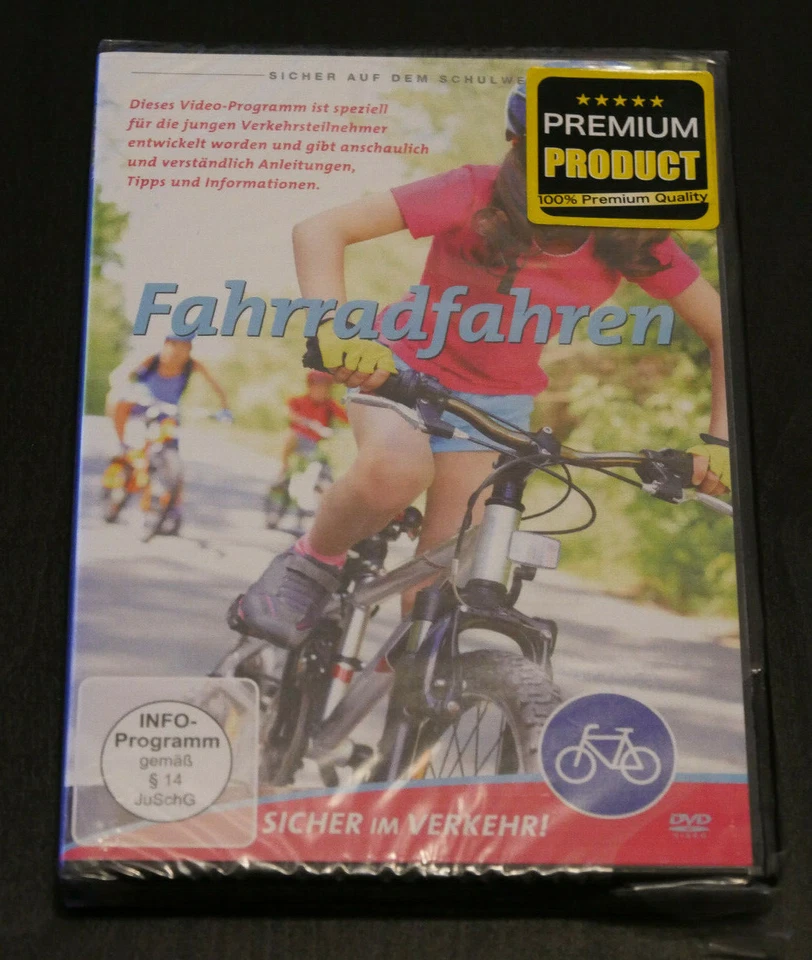 SICHER AUF DEM SCHULWE
PREMIUM
PRODUCT
100% Premium Quality
Dieses Video-Programm ist speziell
für die jungen Verkehrsteilnehmer
entwickelt worden und gibt anschaulich
und verständlich Anleitungen,
Tipps und Informationen.
Fahrradfahren
INFO-
Programm
gemäß
§ 14
JuSchG
SICHER IM VERKEHR!
DVD
VIDEO